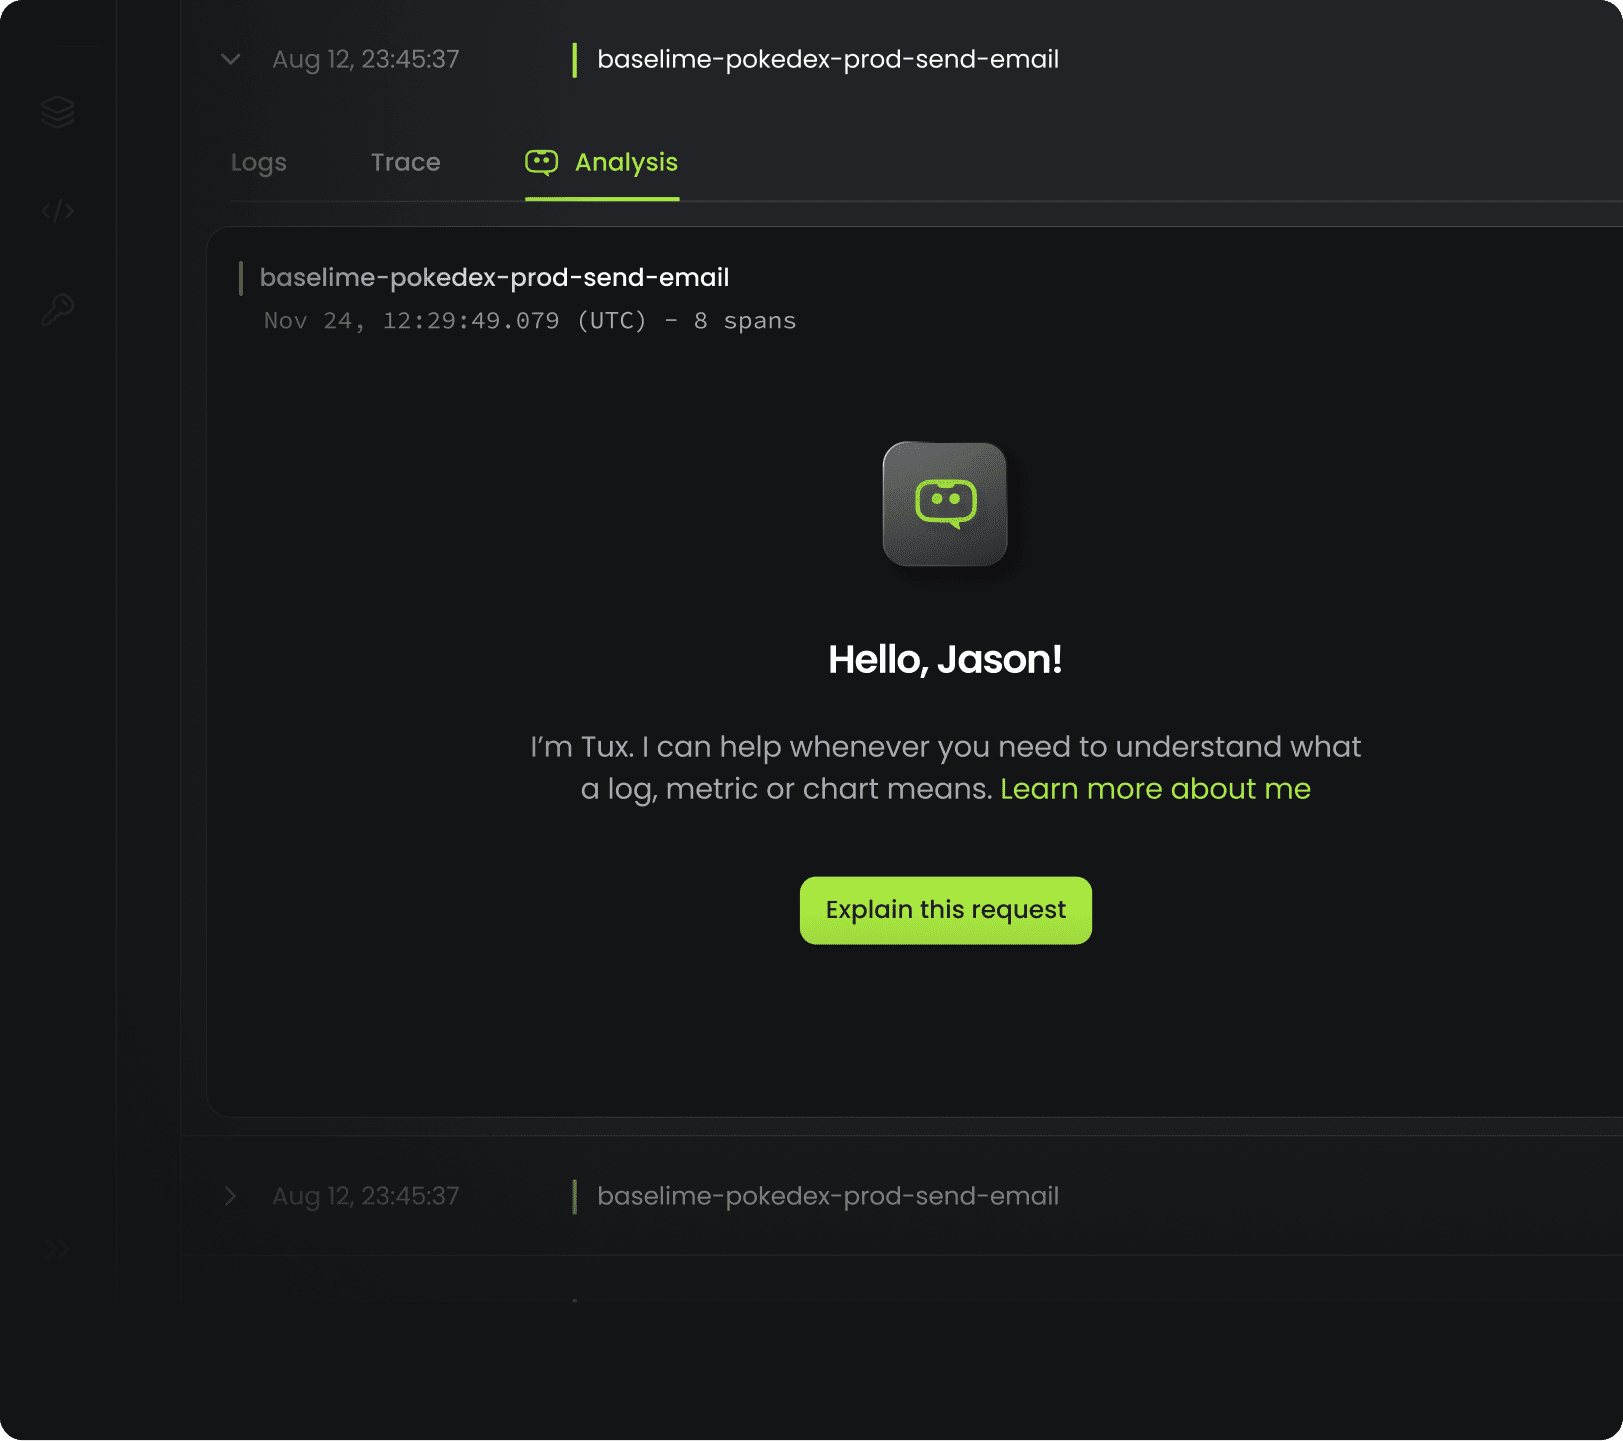 Aug 12, 23:45:37 baselime-pokedex-prod-send-email
Logs Trace Analysis
baselime-pokedex-prod-send-email
Nov 24, 12:29:49.079 (UTC) - 8 spans
Hello, Jason!
I’m Tux. I can help whenever you need to understand what
a log, metric or chart means. Learn more about me
Explain this request
Aug 12, 23:45:37 baselime-pokedex-prod-send-email